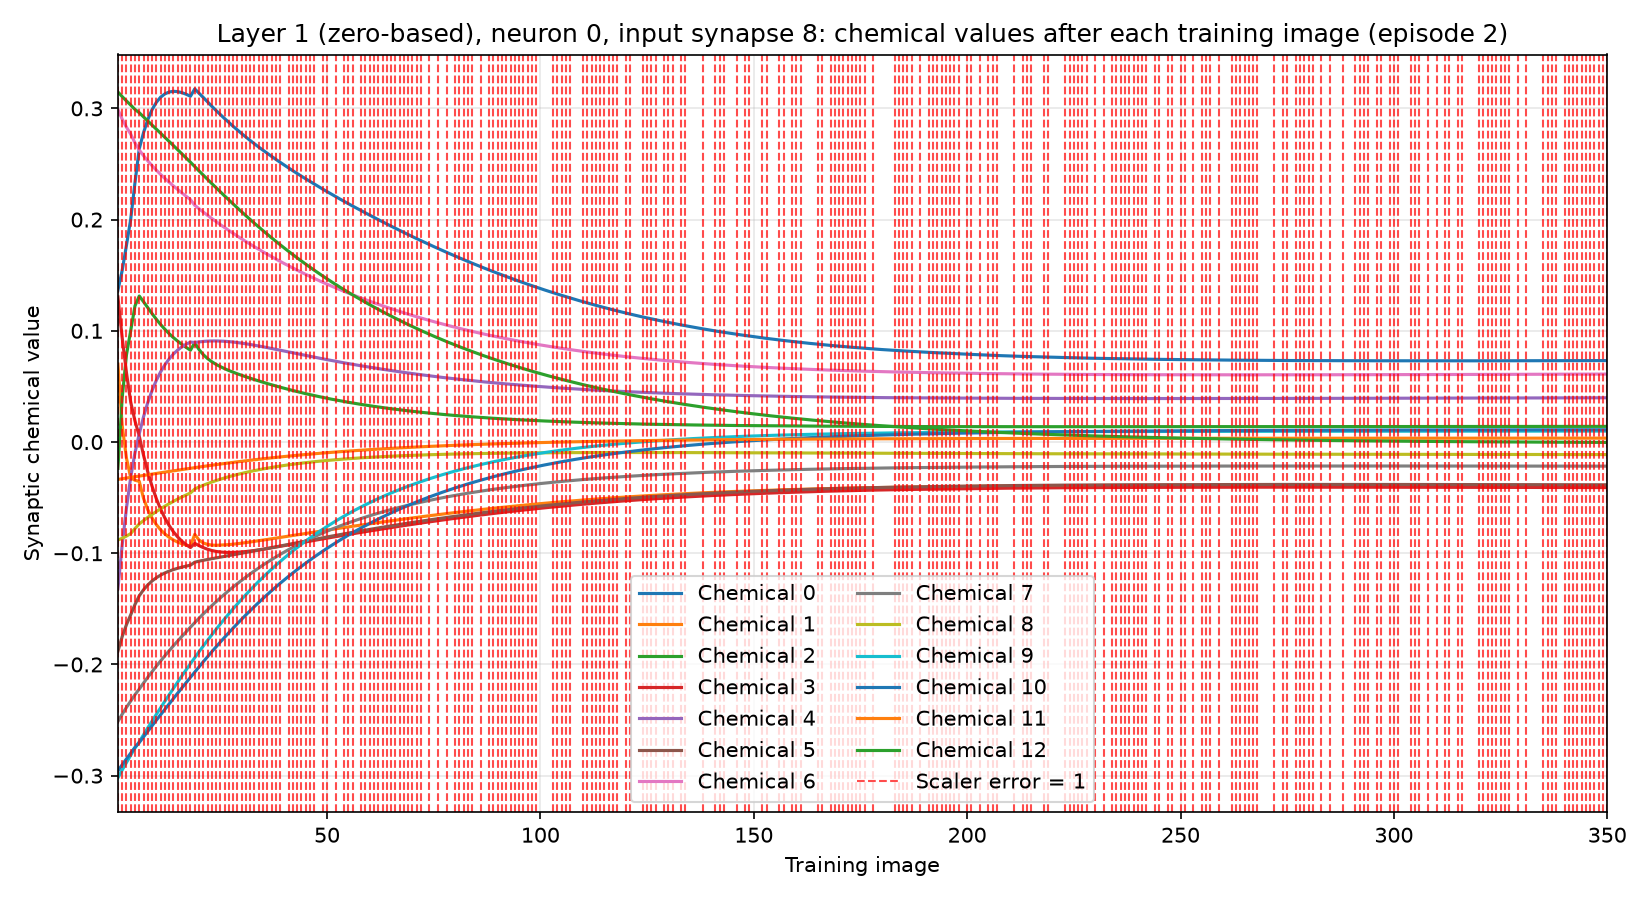 Layer 1 (zero-based), neuron 0, input synapse 8: chemical values after each training image (episode 2)
Synaptic chemical value
0.3
0.2
0.1
0.0
−0.1
−0.2
−0.3
Chemical 0
Chemical 1
Chemical 2
Chemical 3
Chemical 4
Chemical 5
Chemical 6
Chemical 7
Chemical 8
Chemical 9
Chemical 10
Chemical 11
Chemical 12
Scaler error = 1
50 100 150 200 250 300 350
Training image